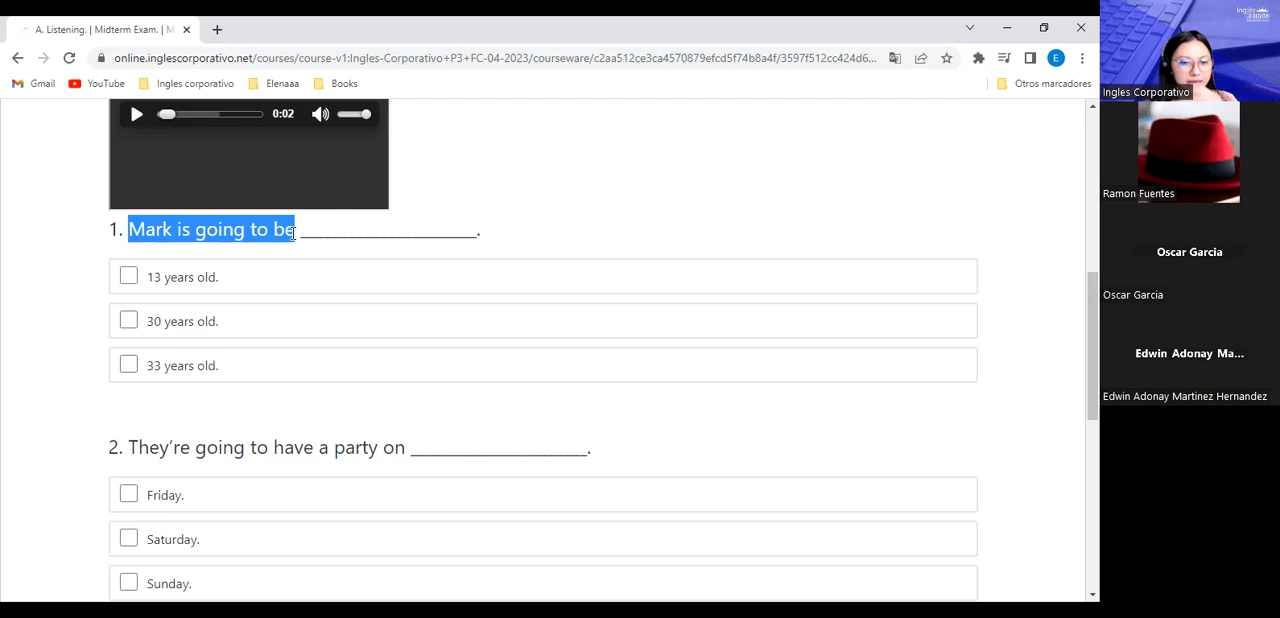 A. Listening. | Midterm Exam. | M
online.inglescorporativo.net/courses/course-v1:Ingles-Corporativo+P3+FC-04-2023/courseware/c2aa512ce3ca4570879efcd5f74b8a4f/3597f512cc424d6...
E
Gmail
YouTube
Ingles corporativo
Elenaaa
Books
Otros marcadores
0:02
1. Mark is going to be ____________________.
13 years old.
30 years old.
33 years old.
2. They're going to have a party on ____________________.
Friday.
Saturday.
Sunday.
Ingles Corporativo
Ramon Fuentes
Oscar Garcia
Oscar Garcia
Edwin Adonay Ma...
Edwin Adonay Martinez Hernandez